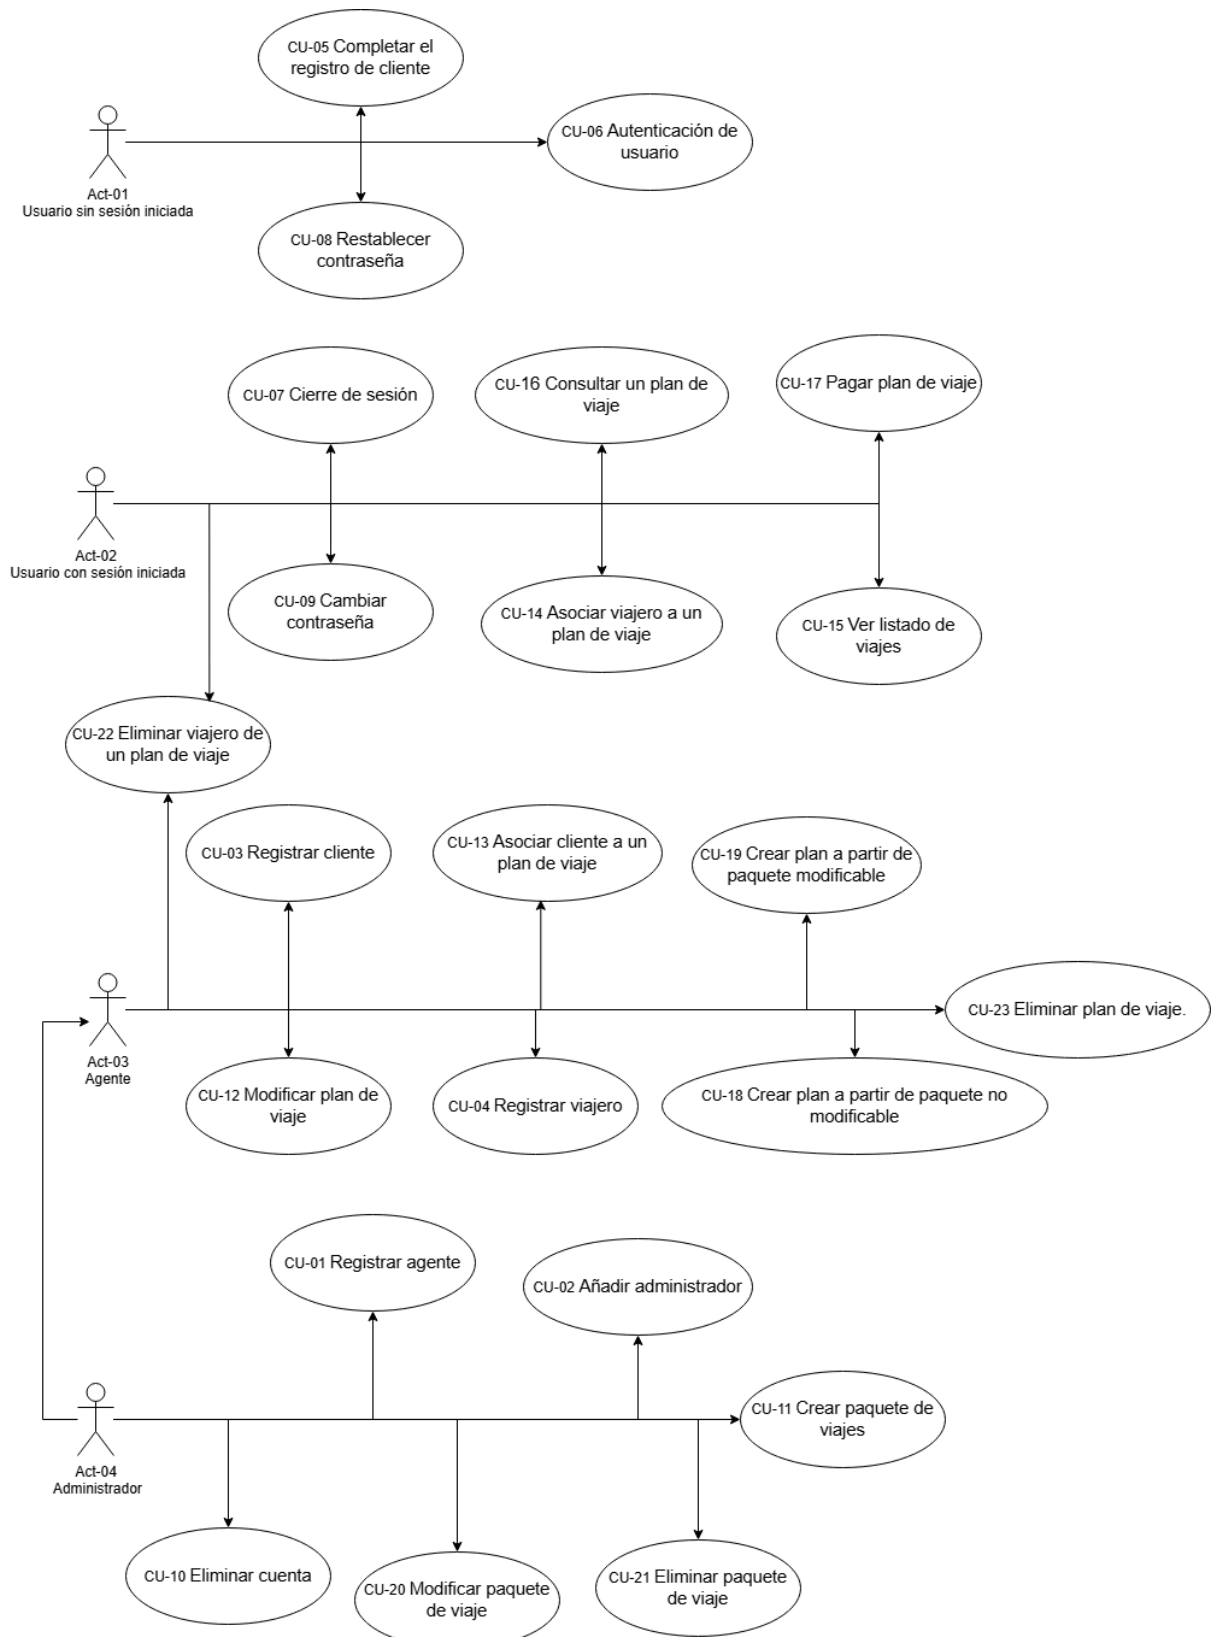 CU-05 Completar el
registro de cliente
CU-06 Autenticación de
usuario
Act-01
Usuario sin sesión iniciada
CU-08 Restablecer
contraseña
CU-07 Cierre de sesión
CU-16 Consultar un plan de
viaje
CU-17 Pagar plan de viaje
Act-02
Usuario con sesión iniciada
CU-09 Cambiar
contraseña
CU-14 Asociar viajero a un
plan de viaje
CU-15 Ver listado de
viajes
CU-22 Eliminar viajero de
un plan de viaje
CU-03 Registrar cliente
CU-13 Asociar cliente a un
plan de viaje
CU-19 Crear plan a partir de
paquete modificable
Act-03
Agente
CU-23 Eliminar plan de viaje.
CU-12 Modificar plan de
viaje
CU-04 Registrar viajero
CU-18 Crear plan a partir de paquete no
modificable
CU-01 Registrar agente
CU-02 Añadir administrador
CU-11 Crear paquete de
viajes
Act-04
Administrador
CU-10 Eliminar cuenta
CU-20 Modificar paquete
de viaje
CU-21 Eliminar paquete
de viaje